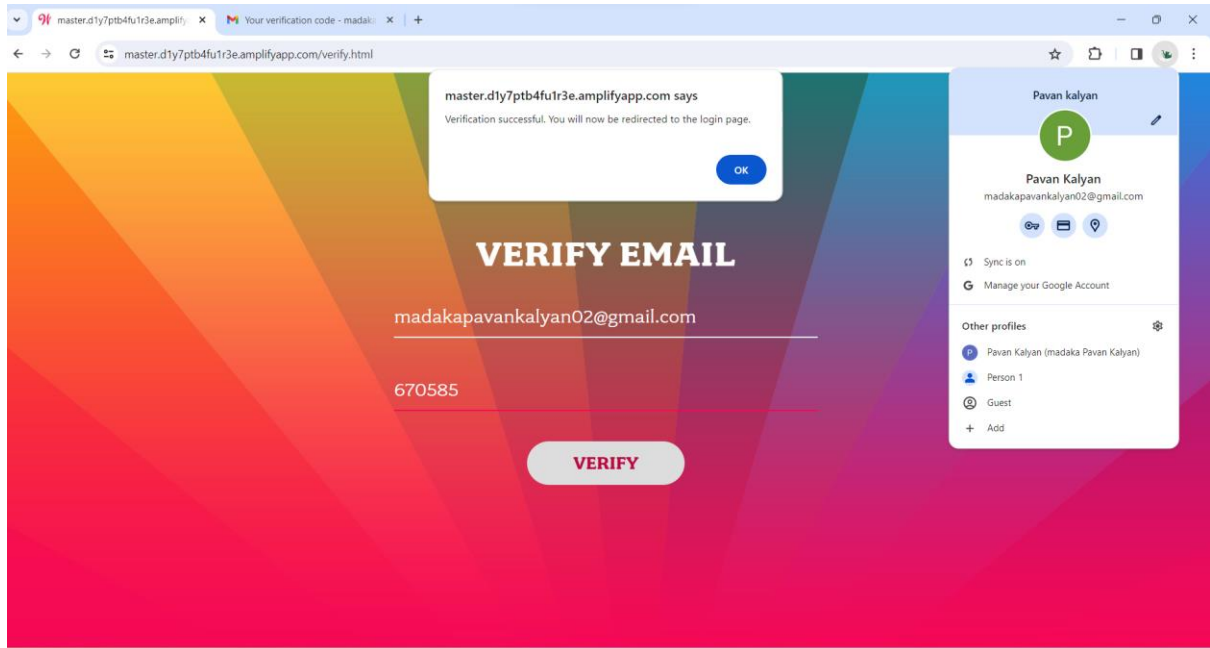 master.d1y7ptb4fu1r3e.amplify
Your verification code - madak
master.d1y7ptb4fu1r3e.amplifyapp.com/verify.html
master.d1y7ptb4fu1r3e.amplifyapp.com says
Verification successful. You will now be redirected to the login page.
OK
VERIFY EMAIL
madakapavankalyan02@gmail.com
670585
VERIFY
Pavan kalyan
P
Pavan Kalyan
madakapavankalyan02@gmail.com
Sync is on
G Manage your Google Account
Other profiles
P Pavan Kalyan (madaka Pavan Kalyan)
Person 1
Guest
+ Add